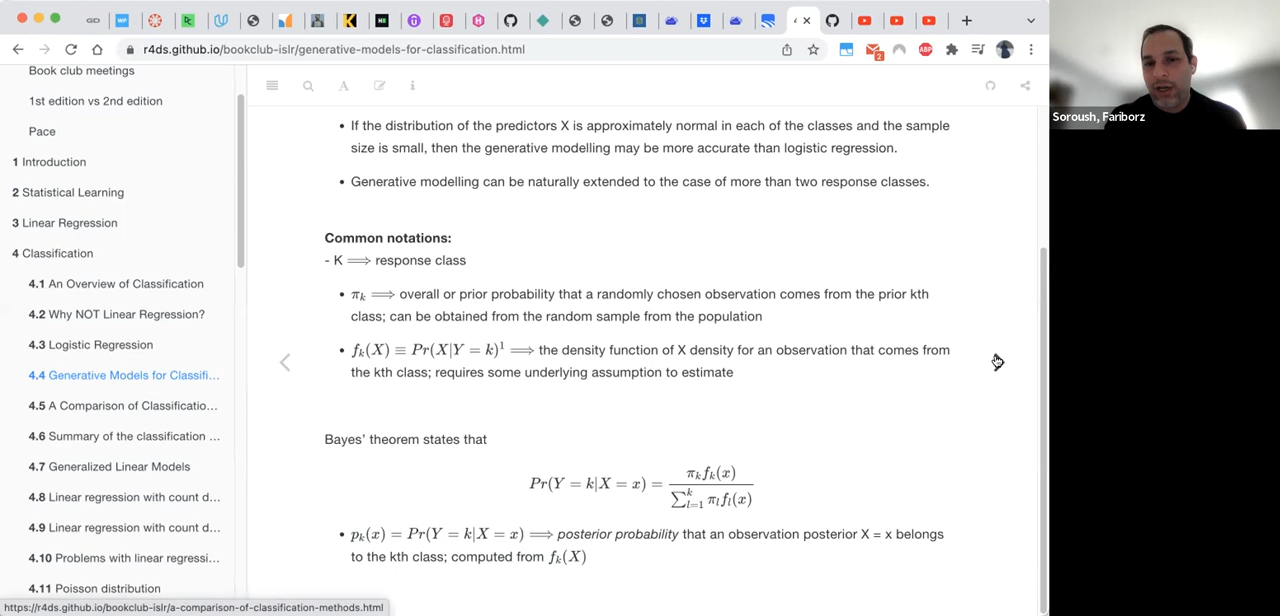 r4ds.github.io/bookclub-islr/generative-models-for-classification.html
2
ABP
Soroush, Fariborz
Book club meetings
1st edition vs 2nd edition
Pace
1 Introduction
2 Statistical Learning
3 Linear Regression
4 Classification
4.1 An Overview of Classification
4.2 Why NOT Linear Regression?
4.3 Logistic Regression
4.4 Generative Models for Classifi...
4.5 A Comparison of Classificatio...
4.6 Summary of the classification ...
4.7 Generalized Linear Models
4.8 Linear regression with count d...
4.9 Linear regression with count d...
4.10 Problems with linear regressi...
4.11 Poisson distribution
https://r4ds.github.io/bookclub-islr/a-comparison-of-classification-methods.html
• If the distribution of the predictors X is approximately normal in each of the classes and the sample
size is small, then the generative modelling may be more accurate than logistic regression.
• Generative modelling can be naturally extended to the case of more than two response classes.
Common notations:
- K ⟹ response class
• πₖ ⟹ overall or prior probability that a randomly chosen observation comes from the prior kth
class; can be obtained from the random sample from the population
• fₖ(X) ≡ Pr(X|Y = k)¹ ⟹ the density function of X density for an observation that comes from
the kth class; requires some underlying assumption to estimate
Bayes' theorem states that
Pr(Y = k|X = x) = πₖfₖ(x) / ∑ₗ₌₁ᵏ πₗfₗ(x)
• pₖ(x) = Pr(Y = k|X = x) ⟹ posterior probability that an observation posterior X = x belongs
to the kth class; computed from fₖ(X)